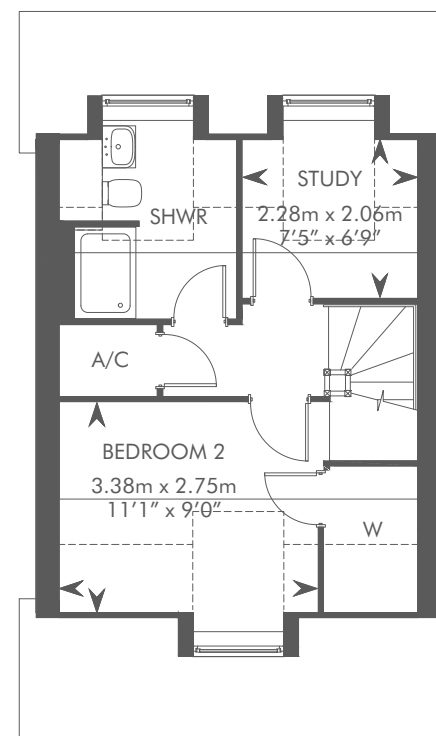 STUDY
2.28m x 2.06m
7'5" x 6'9"
SHWR
A/C
BEDROOM 2
3.38m x 2.75m
11'1" x 9'0"
W